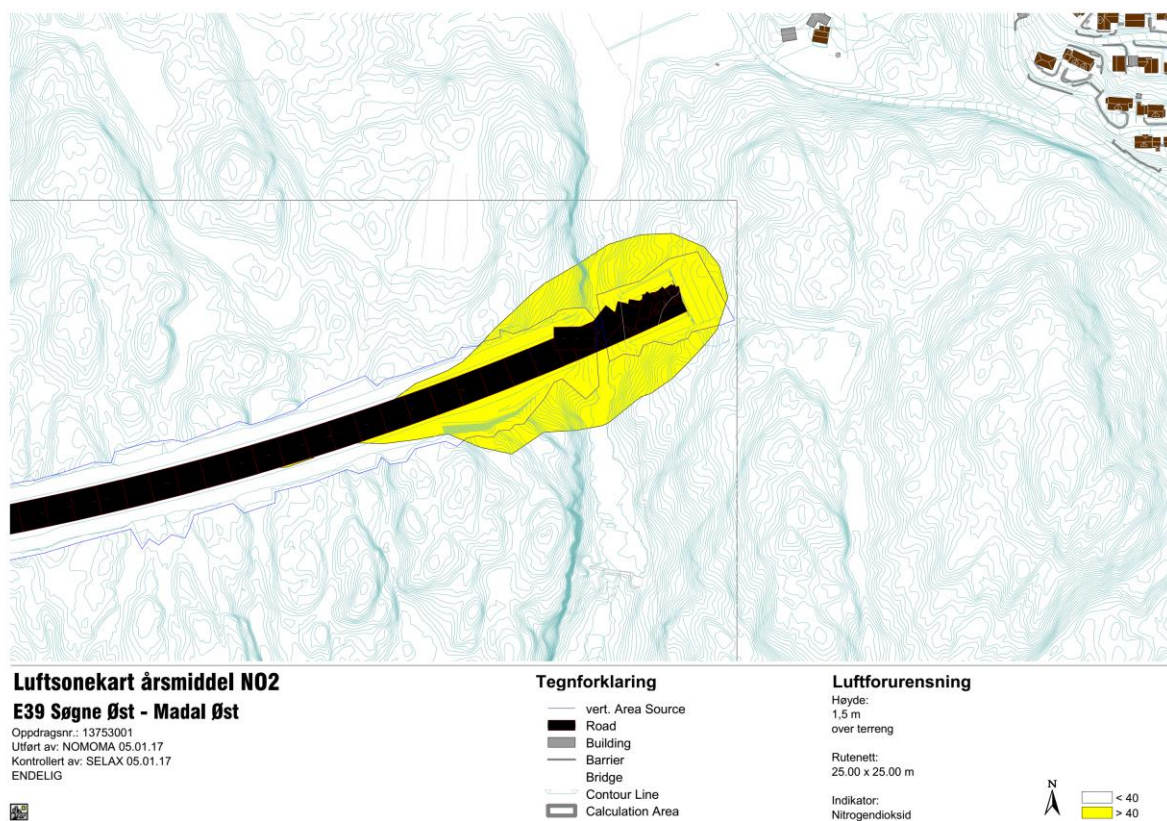 Luftsonekart årsmiddel NO2
E39 Søgne Øst - Madal Øst
Oppdragsnr.: 13753001
Utført av: NOMOMA 05.01.17
Kontrollert av: SELAX 05.01.17
ENDELIG
Tegnforklaring
vert. Area Source
Road
Building
Barrier
Bridge
Contour Line
Calculation Area
Luftforurensning
Høyde:
1,5 m
over terreng
Rutenett:
25.00 x 25.00 m
Indikator:
Nitrogendioksid
N
< 40
> 40